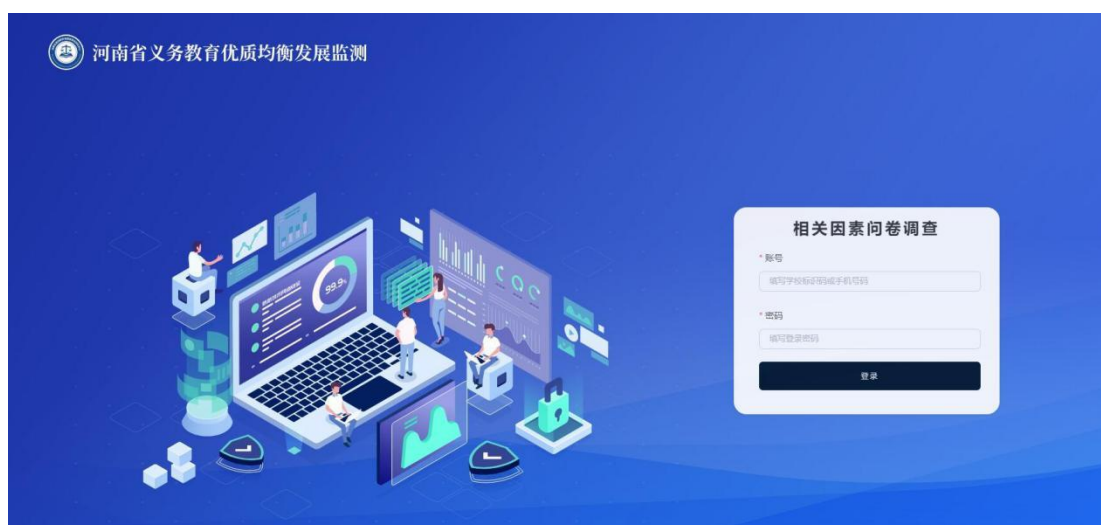 河南省义务教育优质均衡发展监测
相关因素问卷调查
* 账号
填写学校标识码或手机号码
* 密码
填写登录密码
登录
99.9%